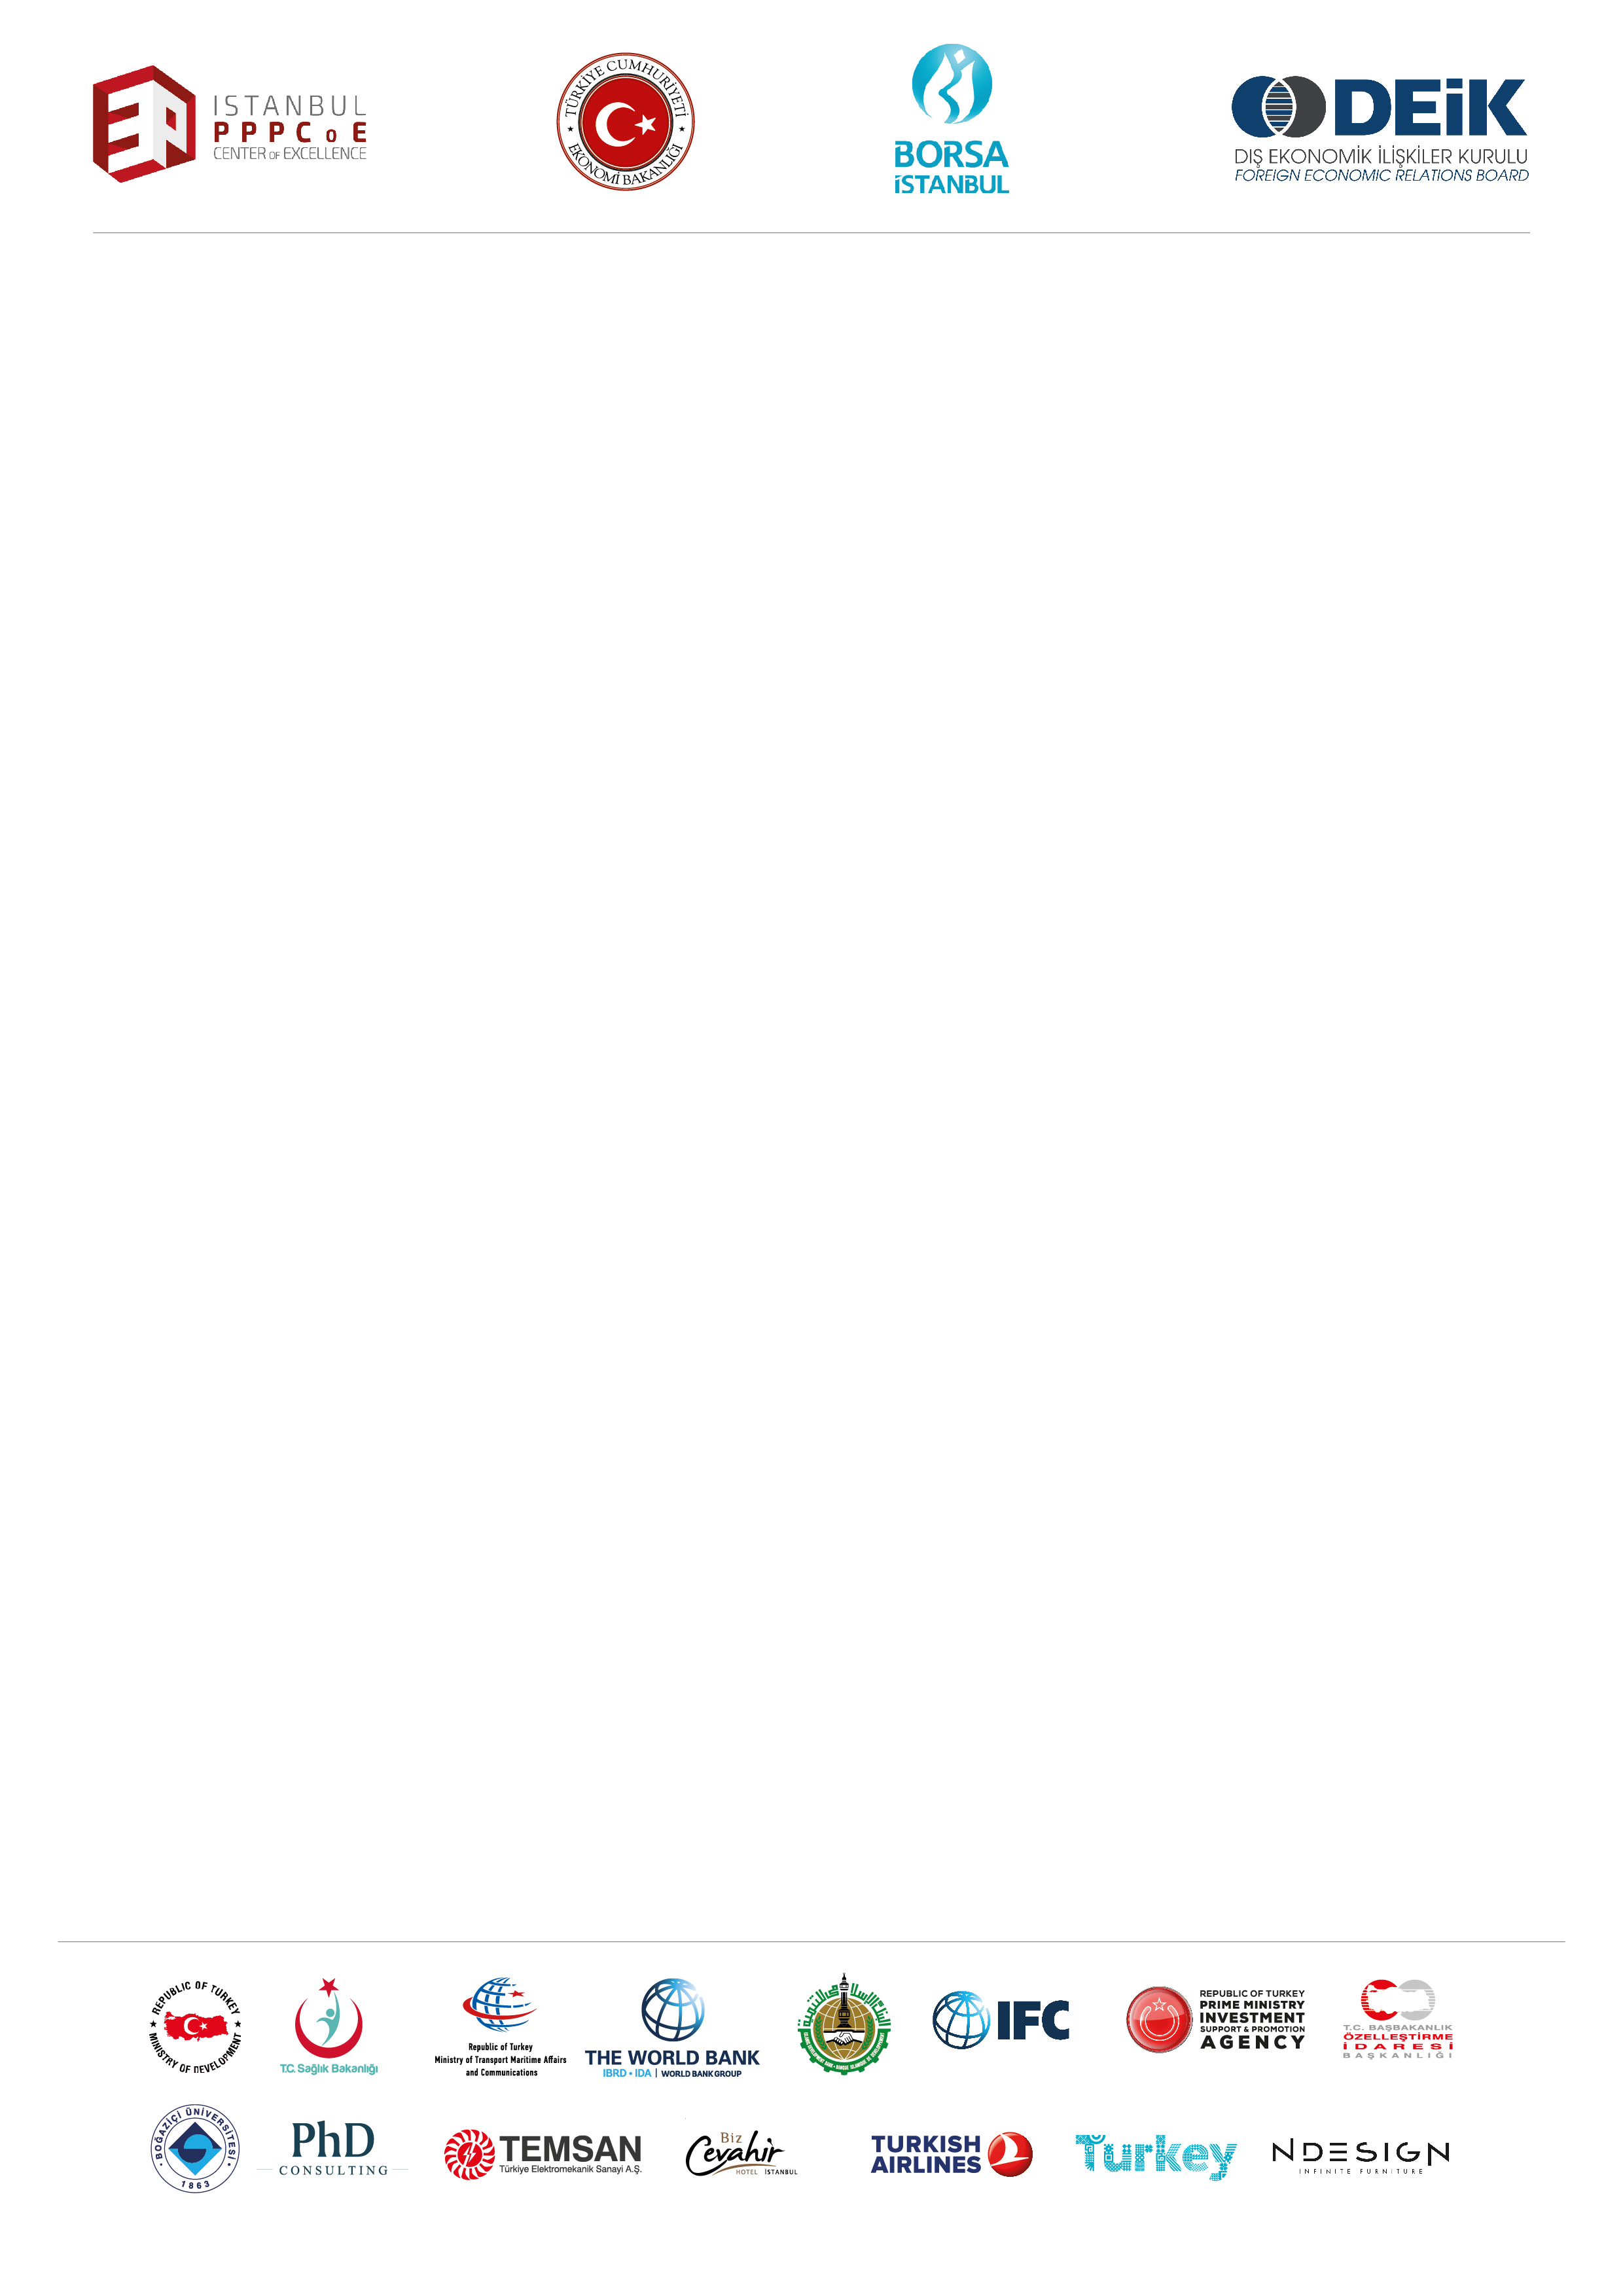 ISTANBUL
PPPCoE
CENTER OF EXCELLENCE
TÜRKİYE CUMHURİYETİ
EKONOMİ BAKANLIĞI
BORSA
İSTANBUL
DEiK
DIŞ EKONOMİK İLİŞKİLER KURULU
FOREIGN ECONOMIC RELATIONS BOARD
REPUBLIC OF TURKEY
MINISTRY OF DEVELOPMENT
T.C. Sağlık Bakanlığı
Republic of Turkey
Ministry of Transport Maritime Affairs
and Communications
THE WORLD BANK
IBRD • IDA | WORLD BANK GROUP
IFC
REPUBLIC OF TURKEY
PRIME MINISTRY
INVESTMENT
SUPPORT & PROMOTION
AGENCY
T.C. BAŞBAKANLIK
ÖZELLEŞTİRME
İDARESİ
BAŞKANLIĞI
BOĞAZİÇİ ÜNİVERSİTESİ
1863
PhD
CONSULTING
TEMSAN
Türkiye Elektromekanik Sanayi A.Ş.
Biz
Cevahir
HOTEL İSTANBUL
TURKISH
AIRLINES
Turkey
NDESIGN
INFINITE FURNITURE